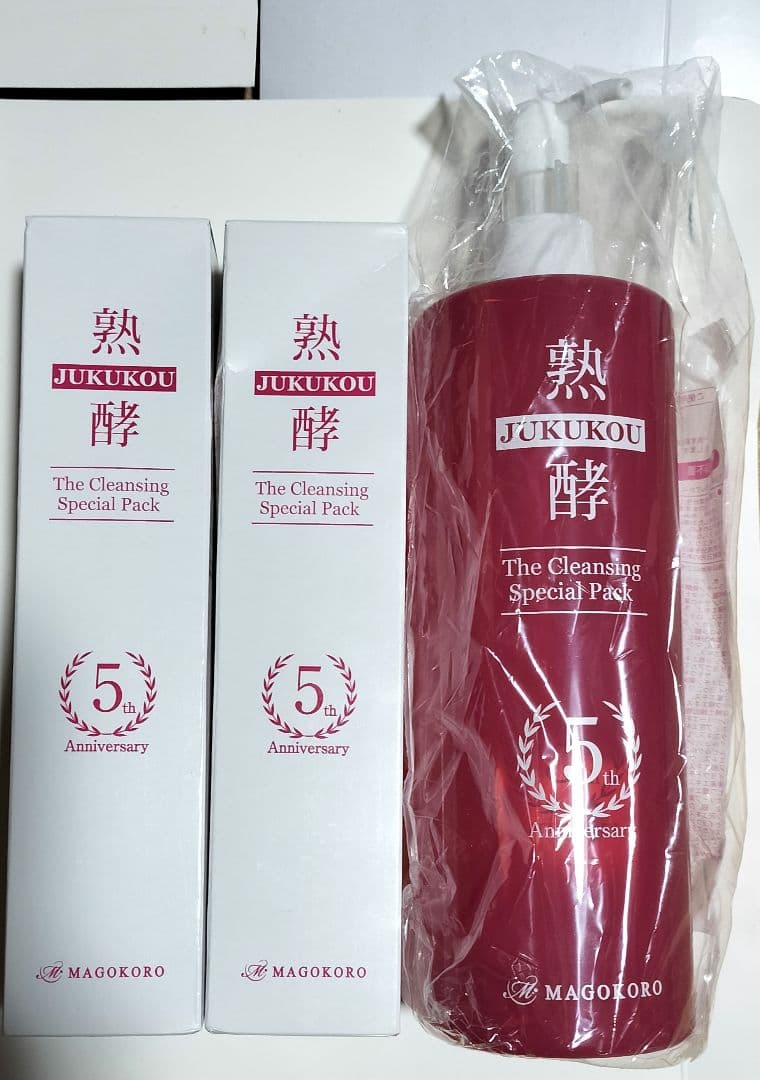 熟
JUKUKOU
酵
The Cleansing
Special Pack
5th
Anniversary
M MAGOKORO
熟
JUKUKOU
酵
The Cleansing
Special Pack
5th
Anniversary
M MAGOKORO
熟
JUKUKOU
酵
The Cleansing
Special Pack
5th
Anniversary
M MAGOKORO